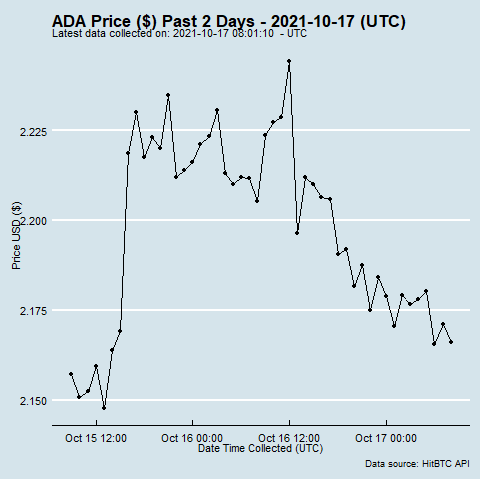 ADA Price ($) Past 2 Days - 2021-10-17 (UTC)
Latest data collected on: 2021-10-17 08:01:10 - UTC
Price USD ($)
2.225
2.200
2.175
2.150
Oct 15 12:00 Oct 16 00:00 Oct 16 12:00 Oct 17 00:00
Date Time Collected (UTC)
Data source: HitBTC API